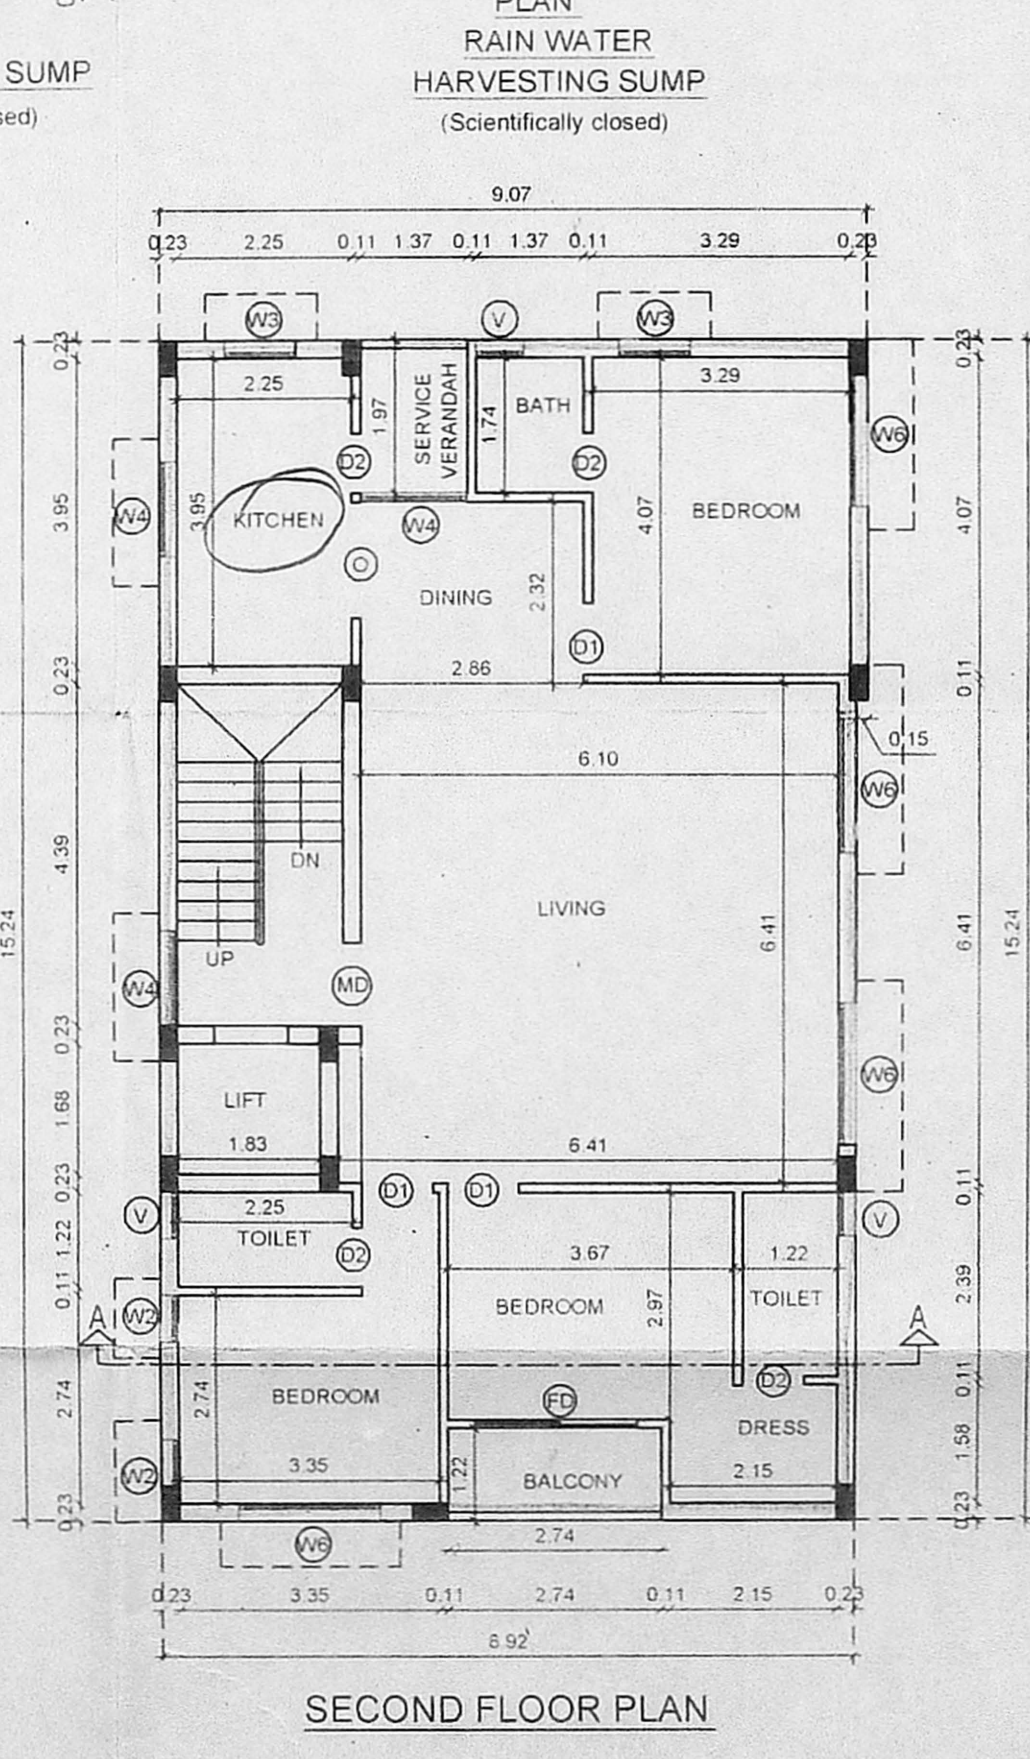 PLAN
RAIN WATER
SUMP
HARVESTING SUMP
(Scientifically closed)
9.07
0.23 2.25 0.11 1.37 0.11 1.37 0.11 3.29 0.23
W3 V W3
0.23 0.23
2.25 3.29
1.97 SERVICE VERANDAH 1.74 BATH W6
D2 D2
3.95 W4 3.95 KITCHEN W4 4.07 BEDROOM 4.07
O
DINING 2.32
D1
0.23 2.86 0.11
0.15
6.10
W6
4.39 DN
15.24 LIVING 6.41 6.41 15.24
UP
W4 MD
0.23
W6
1.68 LIFT
1.83 6.41
0.23 D1 D1 0.11
V 2.25 V
1.22 TOILET D2 3.67 1.22
2.39
0.11 W2 BEDROOM 2.97 TOILET
A A
D2 0.11
2.74 2.74 BEDROOM FD
DRESS 1.58
W2 3.35 1.22 BALCONY 2.15
0.23 0.23
W6 2.74
0.23 3.35 0.11 2.74 0.11 2.15 0.23
8.92
SECOND FLOOR PLAN